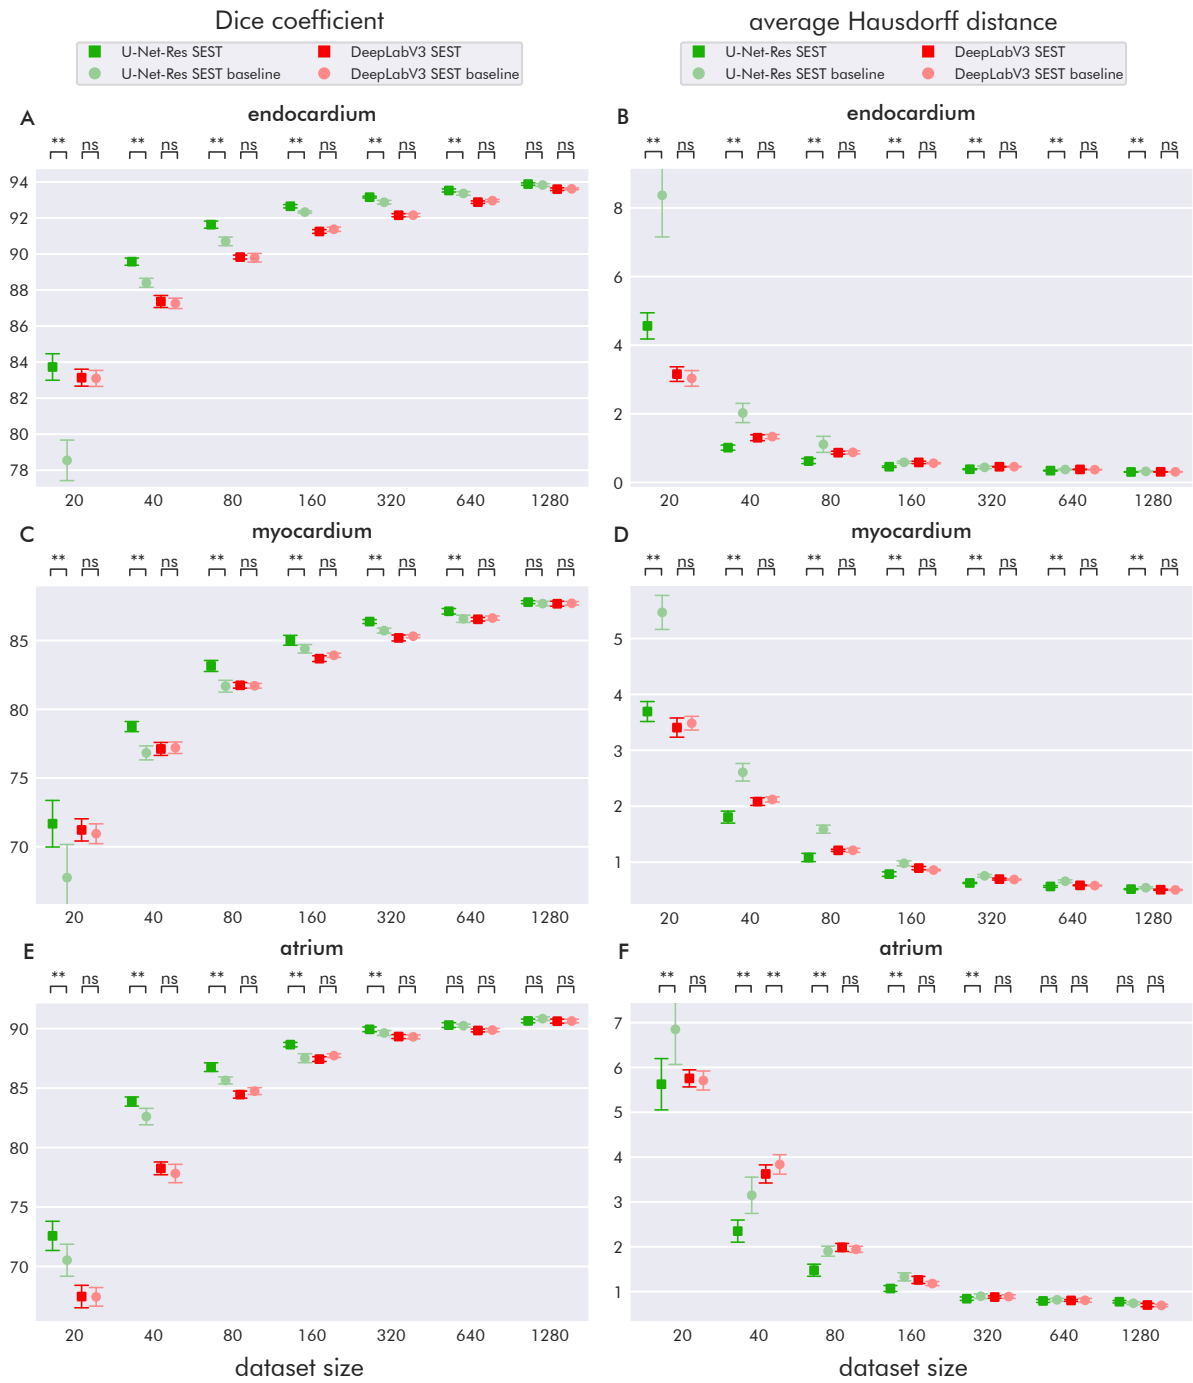 Dice coefficient
U-Net-Res SEST DeepLabV3 SEST
U-Net-Res SEST baseline DeepLabV3 SEST baseline
average Hausdorff distance
U-Net-Res SEST DeepLabV3 SEST
U-Net-Res SEST baseline DeepLabV3 SEST baseline
A endocardium
** ns ** ns ** ns ** ns ** ns ** ns ns ns
94
92
90
88
86
84
82
80
78
20 40 80 160 320 640 1280
B endocardium
** ns ** ns ** ns ** ns ** ns ** ns ** ns
8
6
4
2
0
20 40 80 160 320 640 1280
C myocardium
** ns ** ns ** ns ** ns ** ns ** ns ns ns
85
80
75
70
20 40 80 160 320 640 1280
D myocardium
** ns ** ns ** ns ** ns ** ns ** ns ** ns
5
4
3
2
1
20 40 80 160 320 640 1280
E atrium
** ns ** ns ** ns ** ns ** ns ns ns ns ns
90
85
80
75
70
20 40 80 160 320 640 1280
dataset size
F atrium
** ns ** ** ** ns ** ns ** ns ns ns ns ns
7
6
5
4
3
2
1
20 40 80 160 320 640 1280
dataset size